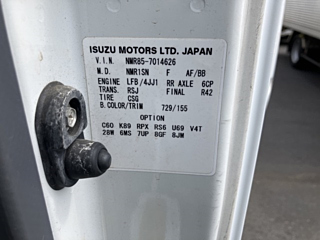 ISUZU MOTORS LTD. JAPAN
V.I.N. NMR85-7014626
M.D. NMR1SN F AF/BB
ENGINE LFB/4JJ1 RR AXLE 6CP
TRANS. RSJ FINAL R42
TIRE CSG
B.COLOR/TRIM 729/155
OPTION
C60 K89 RPX RS6 U69 V4T
28W 6MS 7UP 8GF 8JW